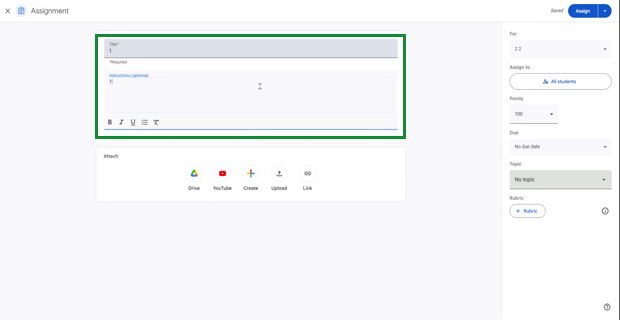 Assignment
saved
Assign
Title*
1
*Required
Instructions (optional)
1
B I U
Attach
Drive
YouTube
Create
Upload
Link
For
2 2
Assign to
All students
Points
100
Due
No due date
Topic
No topic
Rubric
+ Rubric